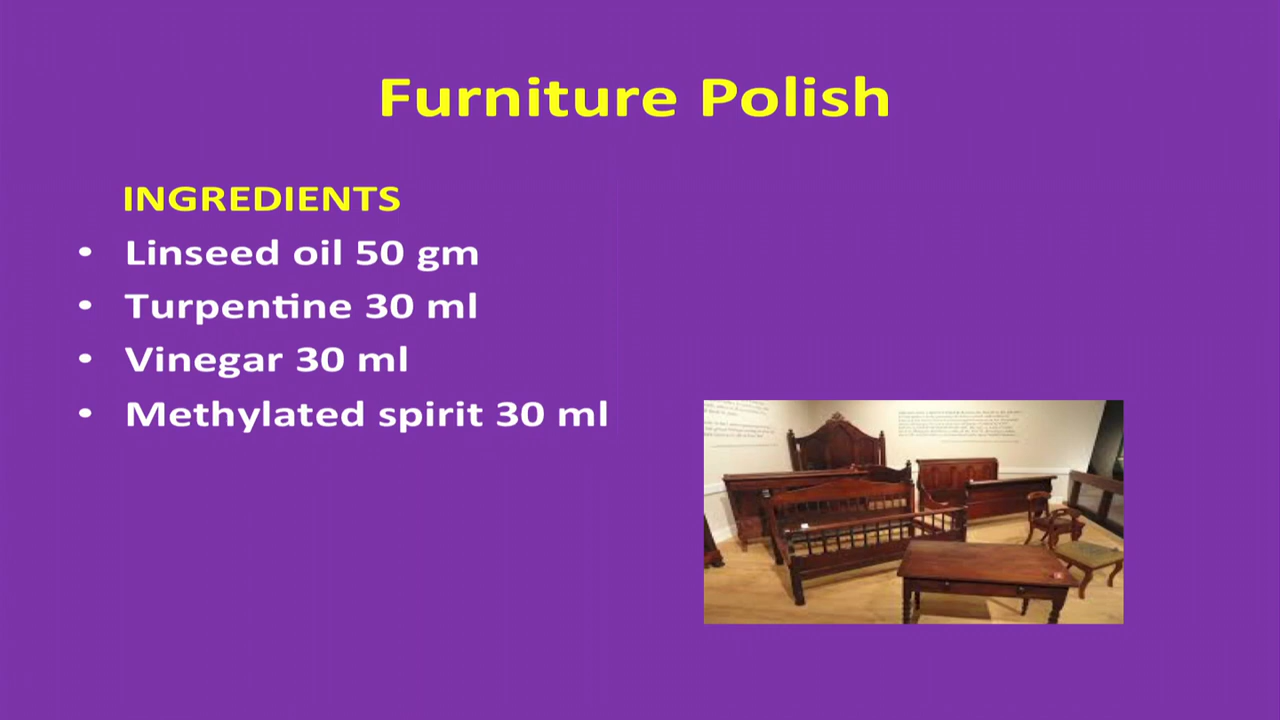 Furniture Polish
INGREDIENTS
• Linseed oil 50 gm
• Turpentine 30 ml
• Vinegar 30 ml
• Methylated spirit 30 ml